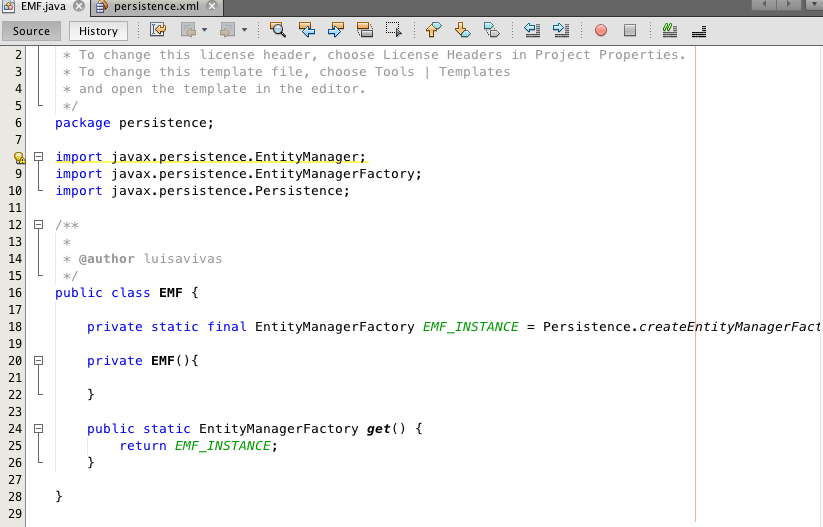 EMF.java persistence.xml
Source History
2 * To change this license header, choose License Headers in Project Properties.
3 * To change this template file, choose Tools | Templates
4 * and open the template in the editor.
5 */
6 package persistence;
7
import javax.persistence.EntityManager;
9 import javax.persistence.EntityManagerFactory;
10 import javax.persistence.Persistence;
11
12 /**
13 *
14 * @author luisavivas
15 */
16 public class EMF {
17
18 private static final EntityManagerFactory EMF_INSTANCE = Persistence.createEntityManagerFact
19
20 private EMF(){
21
22 }
23
24 public static EntityManagerFactory get() {
25 return EMF_INSTANCE;
26 }
27
28 }
29